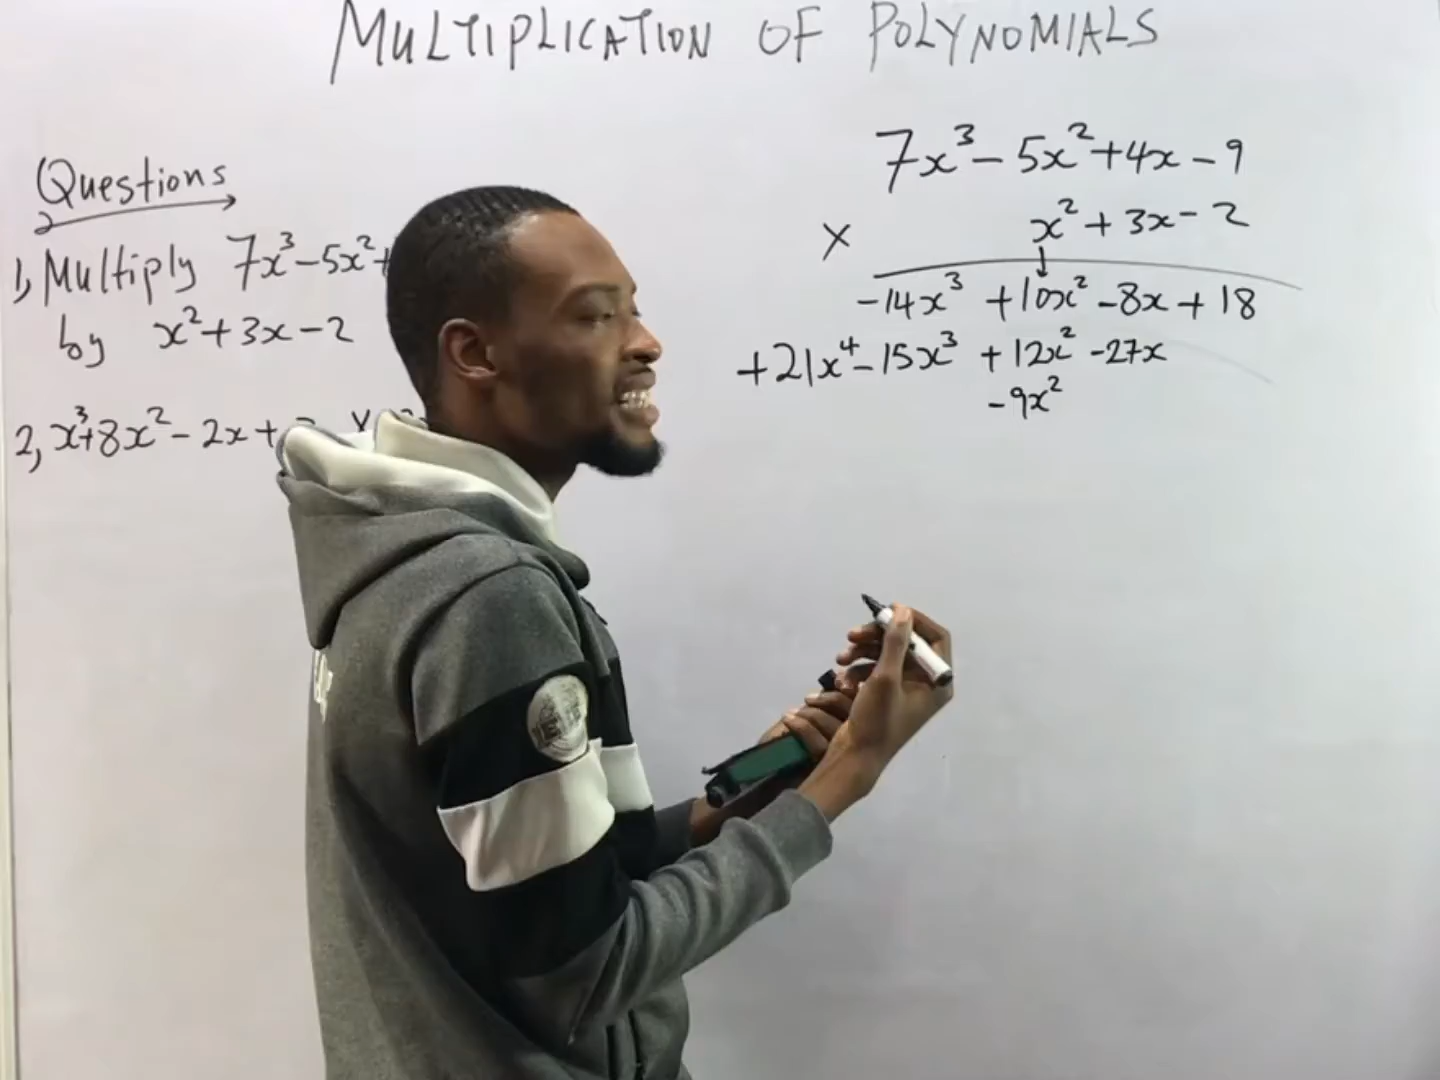 MULTIPLICATION OF POLYNOMIALS
Questions
1, Multiply 7x³-5x²+
by x²+3x-2
2, x³+8x²-2x+
7x³-5x²+4x-9
× x²+3x-2
-14x³ +10x² -8x + 18
+21x⁴-15x³ +12x² -27x
-9x²